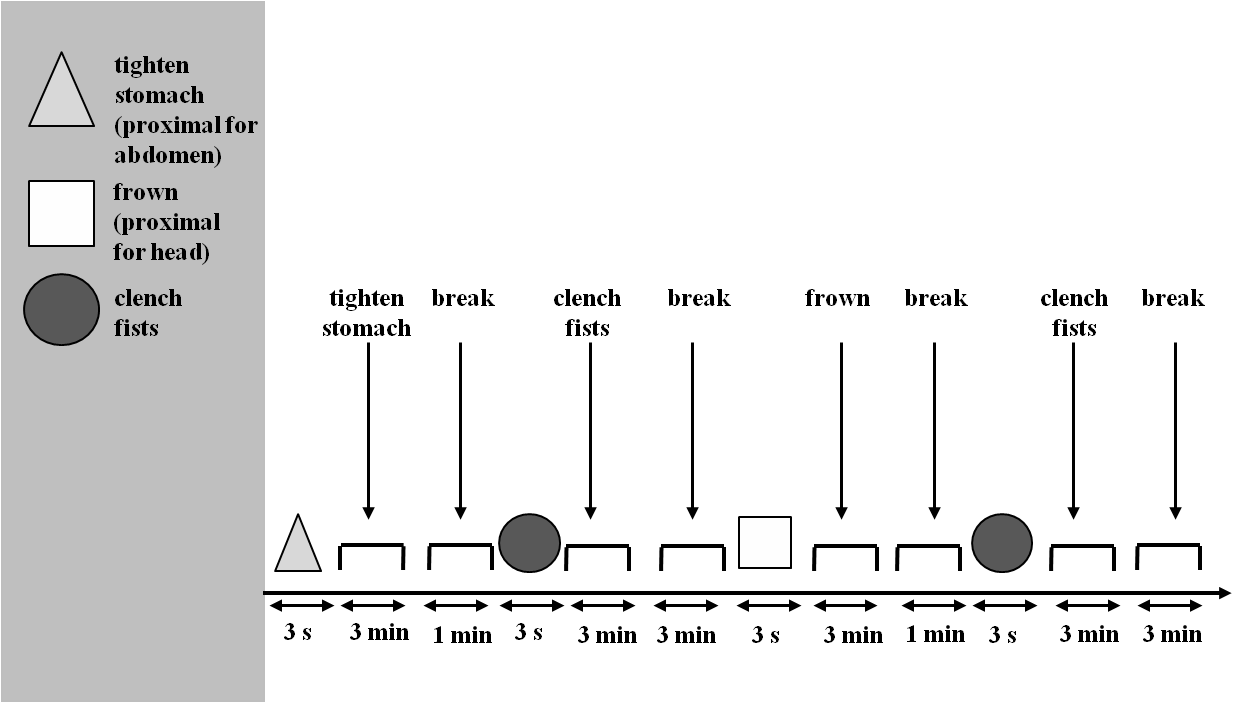 tighten
stomach
(proximal for
abdomen)
frown
(proximal
for head)
clench
fists
tighten
stomach
break
clench
fists
break
frown
break
clench
fists
break
3 s
3 min
1 min
3 s
3 min
3 min
3 s
3 min
1 min
3 s
3 min
3 min